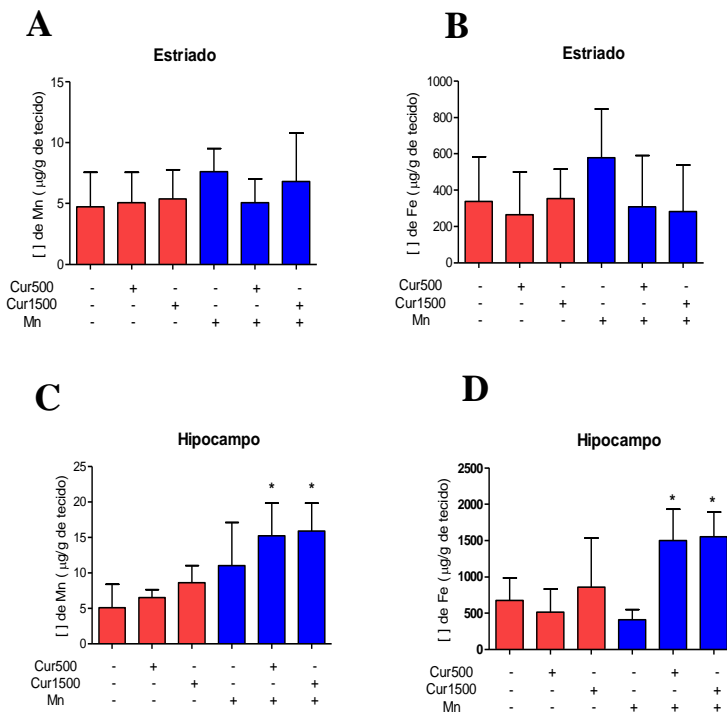 A
Estriado
[ ] de Mn ( µg/g de tecido)
15
10
5
0
Cur500 - + - - + -
Cur1500 - - + - - +
Mn - - - + + +
B
Estriado
[ ] de Fe ( µg/g de tecido)
1000
800
600
400
200
0
Cur500 - + - - + -
Cur1500 - - + - - +
Mn - - - + + +
C
Hipocampo
[ ] de Mn ( µg/g de tecido)
25
20
15
10
5
0
* *
Cur500 - + - - + -
Cur1500 - - + - - +
Mn - - - + + +
D
Hipocampo
[ ] de Fe ( µg/g de tecido)
2500
2000
1500
1000
500
0
* *
Cur500 - + - - + -
Cur1500 - - + - - +
Mn - - - + + +